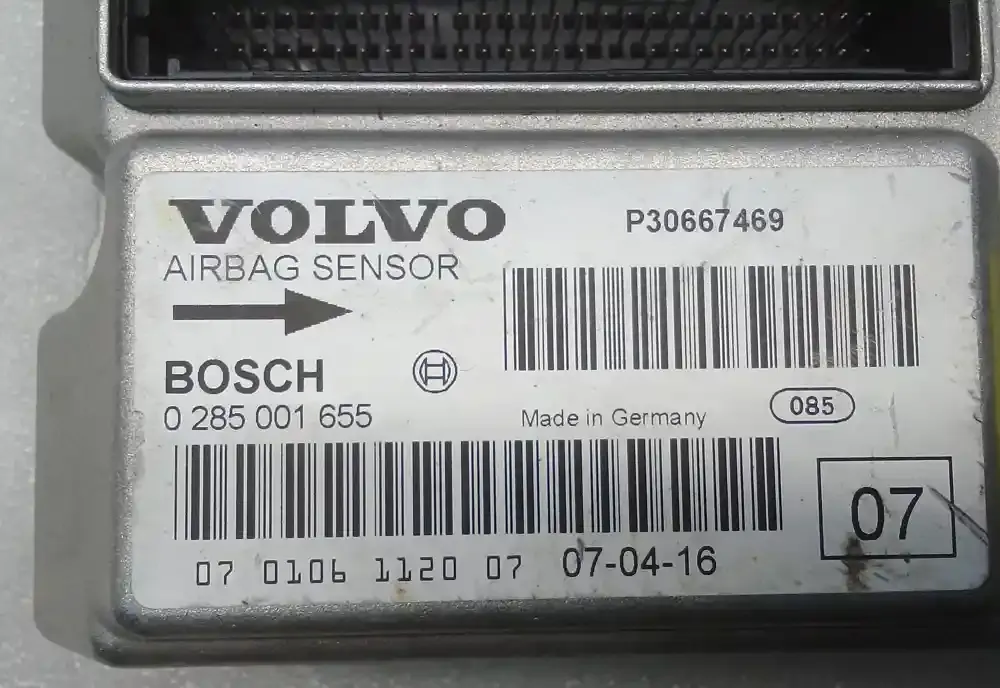 VOLVO
P30667469
AIRBAG SENSOR
BOSCH
0 285 001 655
Made in Germany
085
07
07 0106 1120 07
07-04-16